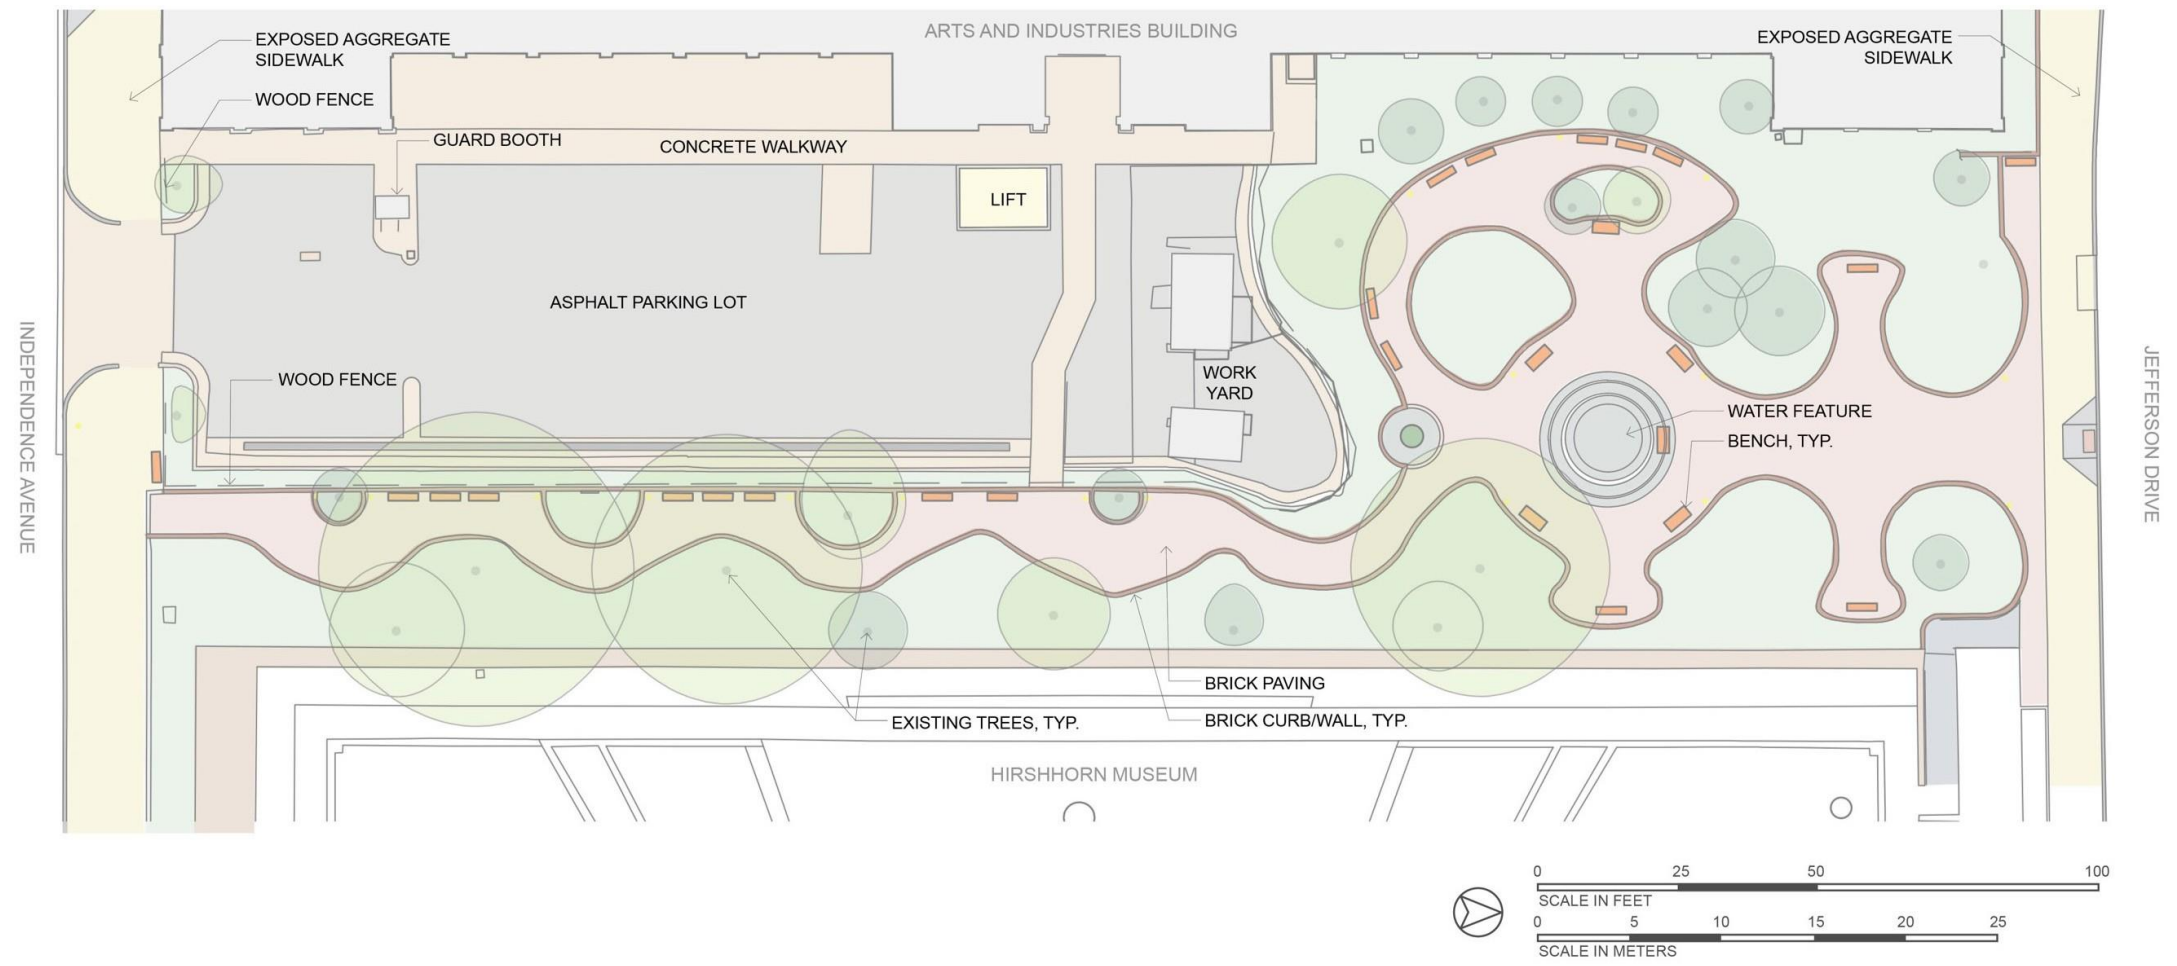 ARTS AND INDUSTRIES BUILDING
EXPOSED AGGREGATE
SIDEWALK
EXPOSED AGGREGATE
SIDEWALK
WOOD FENCE
GUARD BOOTH
CONCRETE WALKWAY
LIFT
ASPHALT PARKING LOT
WORK
YARD
WOOD FENCE
INDEPENDENCE AVENUE
JEFFERSON DRIVE
WATER FEATURE
BENCH, TYP.
BRICK PAVING
EXISTING TREES, TYP.
BRICK CURB/WALL, TYP.
HIRSHHORN MUSEUM
0 25 50 100
SCALE IN FEET
0 5 10 15 20 25
SCALE IN METERS